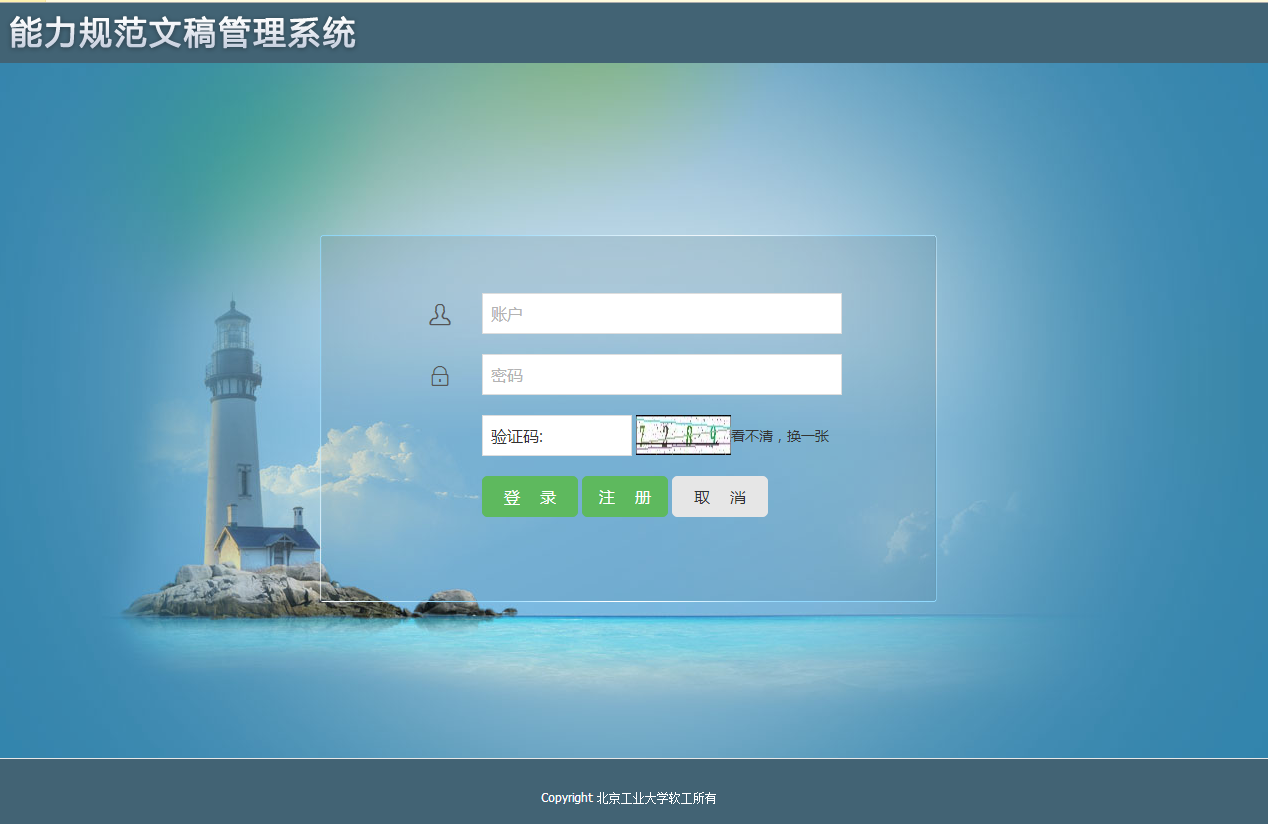 能力规范文稿管理系统
账户
密码
验证码:
看不清，换一张
登 录 注 册 取 消
Copyright 北京工业大学软工所有